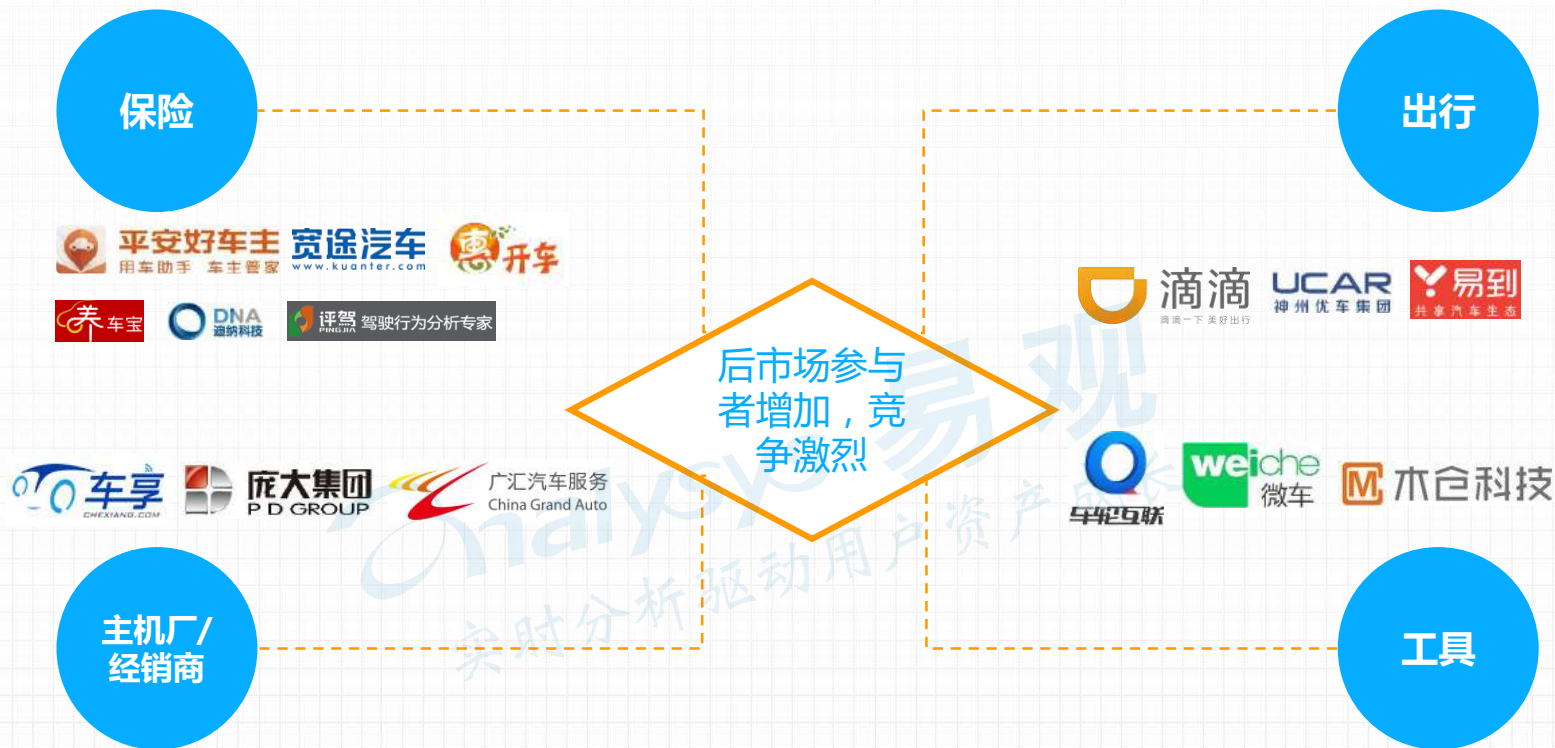 保险
出行
平安好车主
用车助手 车主管家
宽途汽车
www.kuanter.com
惠开车
养车宝
DNA
迪纳科技
评驾
PINGJIA
驾驶行为分析专家
滴滴
滴滴一下 美好出行
UCAR
神州优车集团
易到
共享汽车生态
后市场参与
者增加，竞
争激烈
车享
CHEXIANG.COM
庞大集团
P D GROUP
广汇汽车服务
China Grand Auto
车轮互联
weiche
微车
木仓科技
analysys 易观
实时分析驱动用户资产成长
主机厂/
经销商
工具